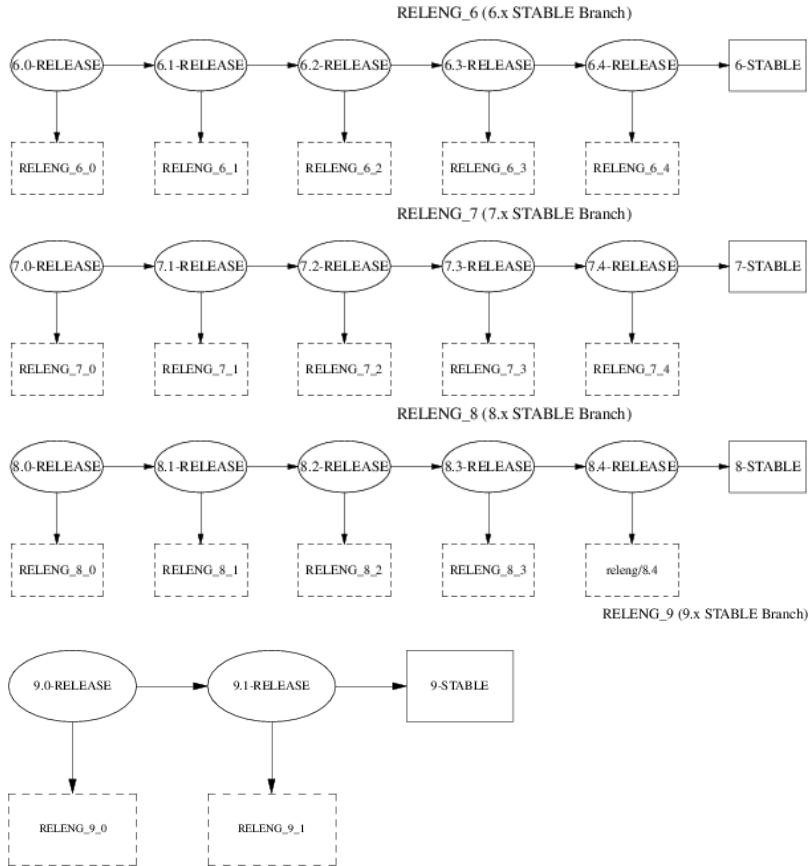 RELENG_6 (6.x STABLE Branch)
6.0-RELEASE 6.1-RELEASE 6.2-RELEASE 6.3-RELEASE 6.4-RELEASE 6-STABLE
RELENG_6_0 RELENG_6_1 RELENG_6_2 RELENG_6_3 RELENG_6_4
RELENG_7 (7.x STABLE Branch)
7.0-RELEASE 7.1-RELEASE 7.2-RELEASE 7.3-RELEASE 7.4-RELEASE 7-STABLE
RELENG_7_0 RELENG_7_1 RELENG_7_2 RELENG_7_3 RELENG_7_4
RELENG_8 (8.x STABLE Branch)
8.0-RELEASE 8.1-RELEASE 8.2-RELEASE 8.3-RELEASE 8.4-RELEASE 8-STABLE
RELENG_8_0 RELENG_8_1 RELENG_8_2 RELENG_8_3 releng/8.4
RELENG_9 (9.x STABLE Branch)
9.0-RELEASE 9.1-RELEASE 9-STABLE
RELENG_9_0 RELENG_9_1